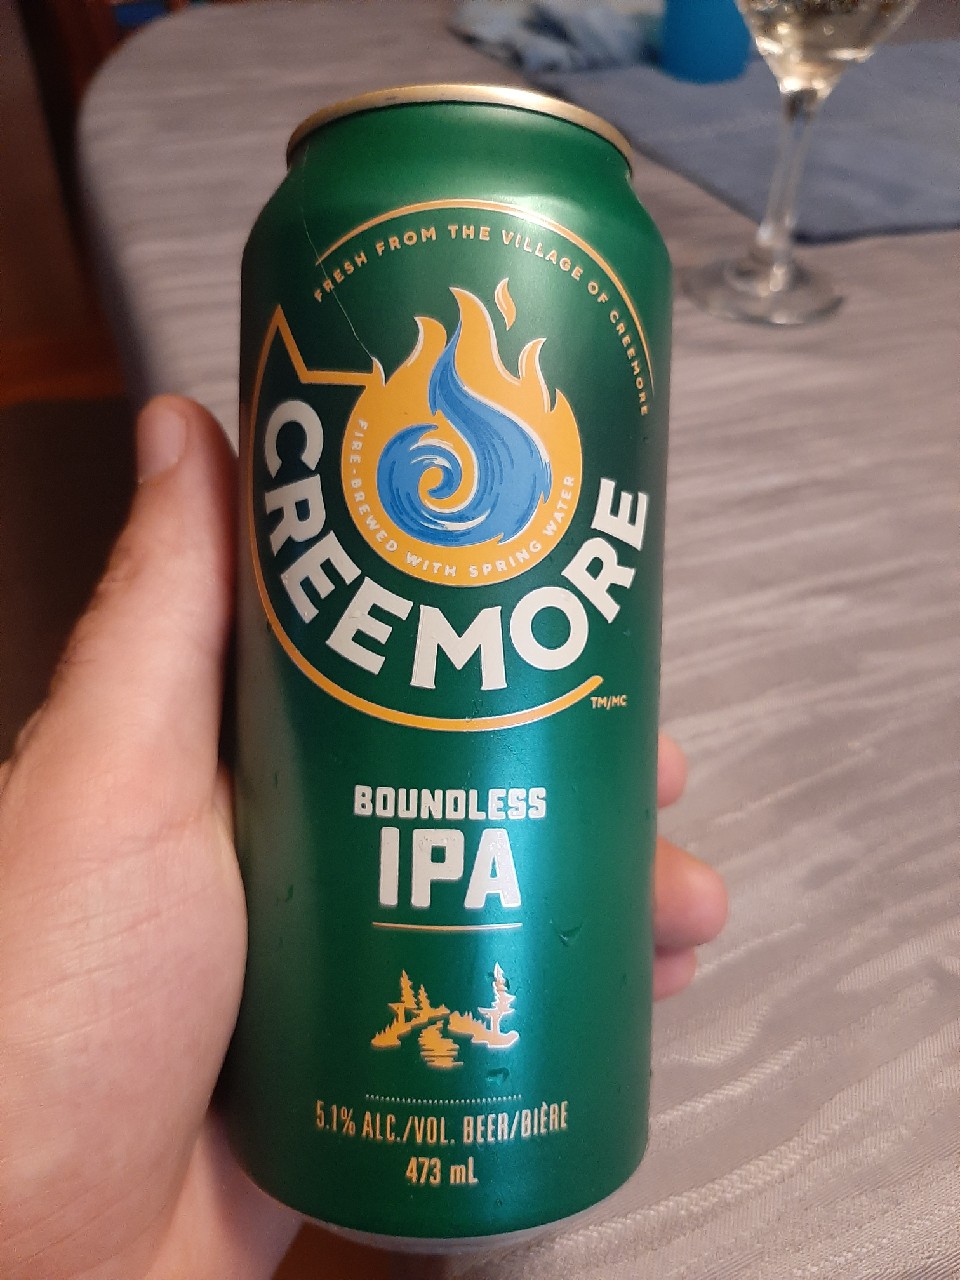 FRESH FROM THE VILLAGE OF CREEMORE
FIRE-BREWED WITH SPRING WATER
CREEMORE
TM/MC
BOUNDLESS
IPA
5.1% ALC./VOL. BEER/BIÈRE
473 mL